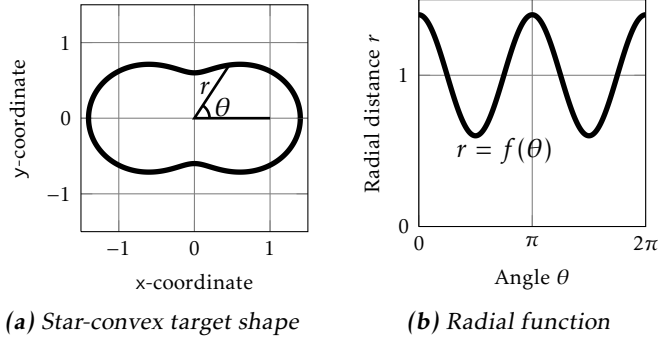 1
0
−1
y-coordinate
r
θ
−1
0
1
x-coordinate
(a) Star-convex target shape
1
0
Radial distance r
r = f(θ)
0
π
2π
Angle θ
(b) Radial function